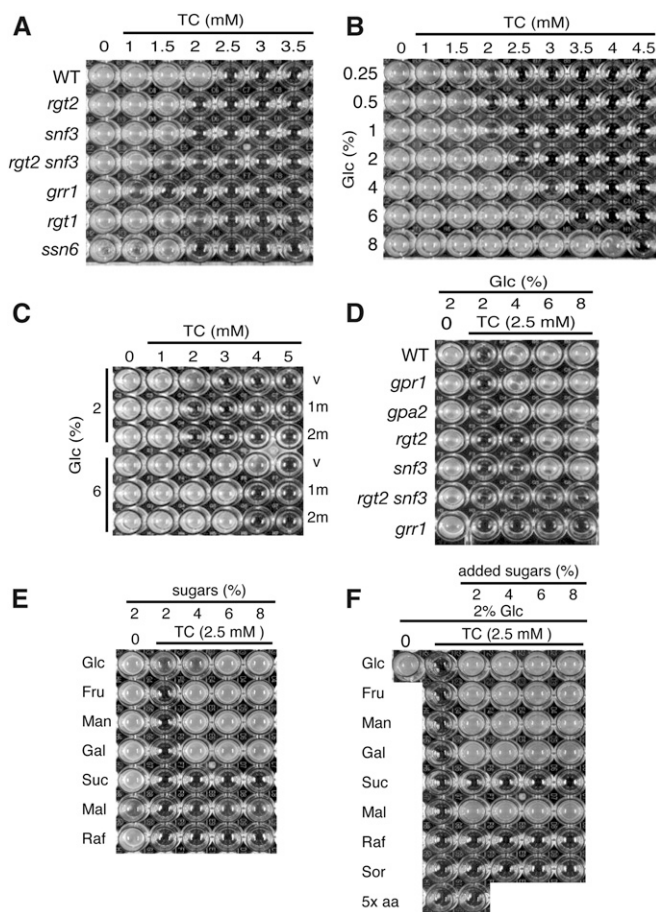 A
TC (mM)
0 1 1.5 2 2.5 3 3.5
WT
rgt2
snf3
rgt2 snf3
grr1
rgt1
ssn6
B
TC (mM)
0 1 1.5 2 2.5 3 3.5 4 4.5
Glc (%)
0.25
0.5
1
2
4
6
8
C
TC (mM)
0 1 2 3 4 5
Glc (%)
2
6
v
1m
2m
v
1m
2m
D
Glc (%)
2 2 4 6 8
0 TC (2.5 mM)
WT
gpr1
gpa2
rgt2
snf3
rgt2 snf3
grr1
E
sugars (%)
2 2 4 6 8
0 TC (2.5 mM )
Glc
Fru
Man
Gal
Suc
Mal
Raf
F
added sugars (%)
2 4 6 8
2% Glc
0 TC (2.5 mM )
Glc
Fru
Man
Gal
Suc
Mal
Raf
Sor
5x aa